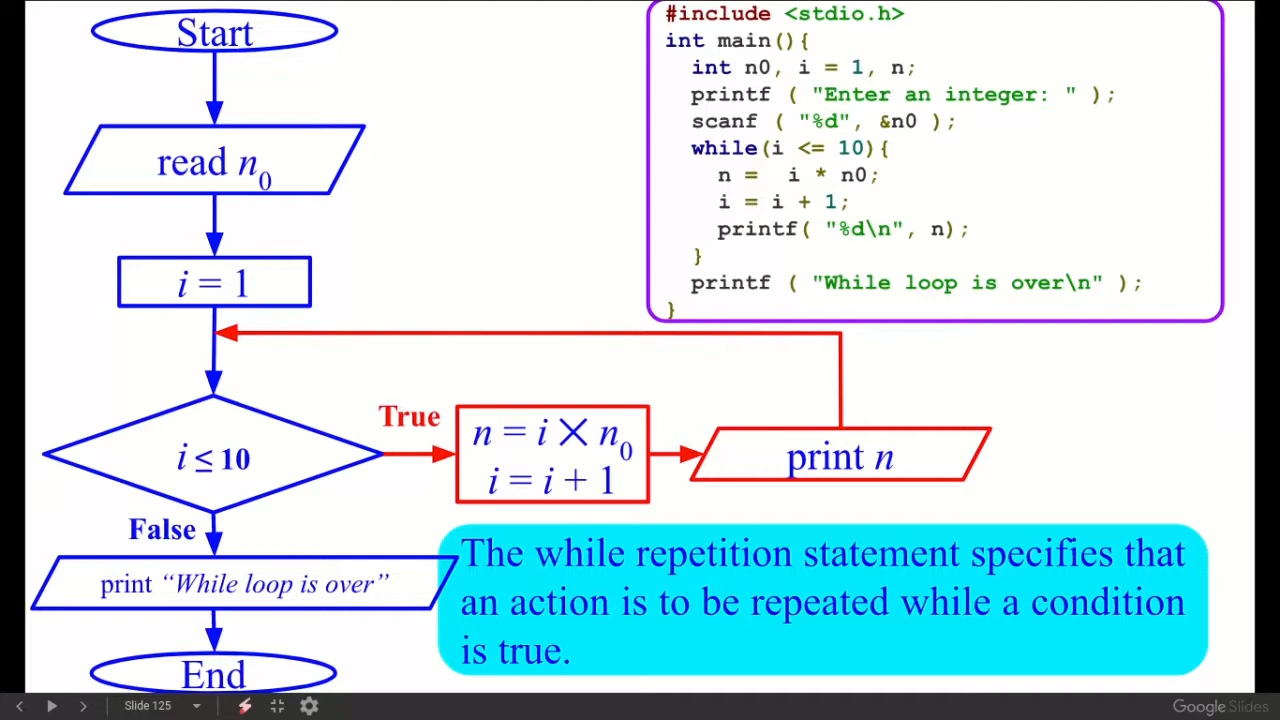 Start
read n0
i = 1
i ≤ 10
True
n = i × n0
i = i + 1
print n
False
print “While loop is over”
End
#include <stdio.h>
int main(){
int n0, i = 1, n;
printf ( "Enter an integer: " );
scanf ( "%d", &n0 );
while(i <= 10){
n =  i * n0;
i = i + 1;
printf( "%d\n", n);
}
printf ( "While loop is over\n" );
}
The while repetition statement specifies that
an action is to be repeated while a condition
is true.
Slide 125
Google Slides